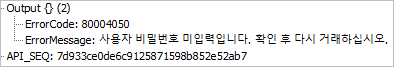 Output {} (2)
ErrorCode: 80004050
ErrorMessage: 사용자 비밀번호 미입력입니다. 확인 후 다시 거래하십시오.
API_SEQ: 7d933ce0de6c9125871598b852e52ab7